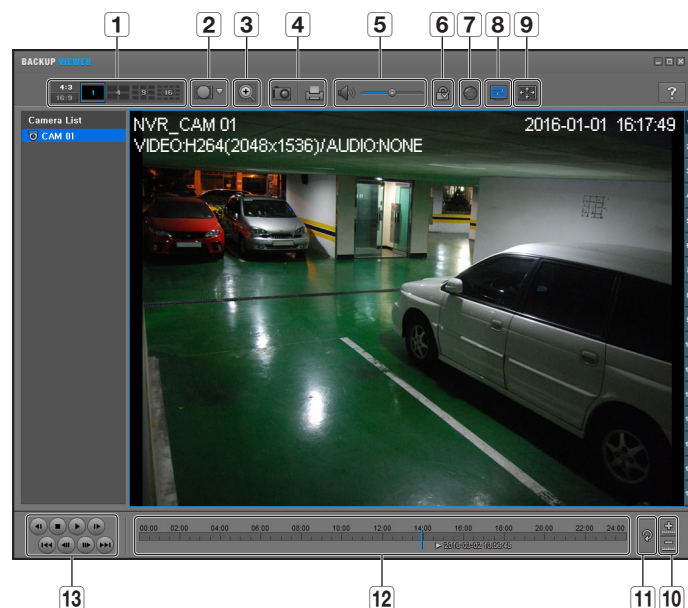 1 2 3 4 5 6 7 8 9
BACKUP VIEWER
4:3
16:9
1 4 9 16
?
Camera List
CAM 01
NVR_CAM 01 2016-01-01 16:17:49
VIDEO:H264(2048x1536)/AUDIO:NONE
00:00 02:00 04:00 06:00 08:00 10:00 12:00 14:00 16:00 18:00 20:00 22:00 24:00
13 12 11 10